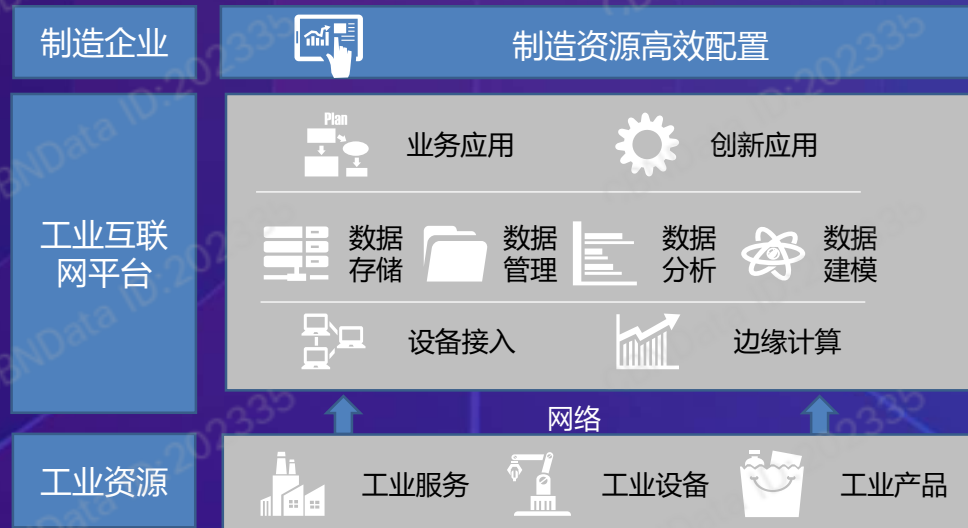 制造企业
制造资源高效配置
Plan
业务应用
创新应用
工业互联
网平台
数据
存储
数据
管理
数据
分析
数据
建模
设备接入
边缘计算
网络
工业资源
工业服务
工业设备
工业产品
CBNData ID:202335